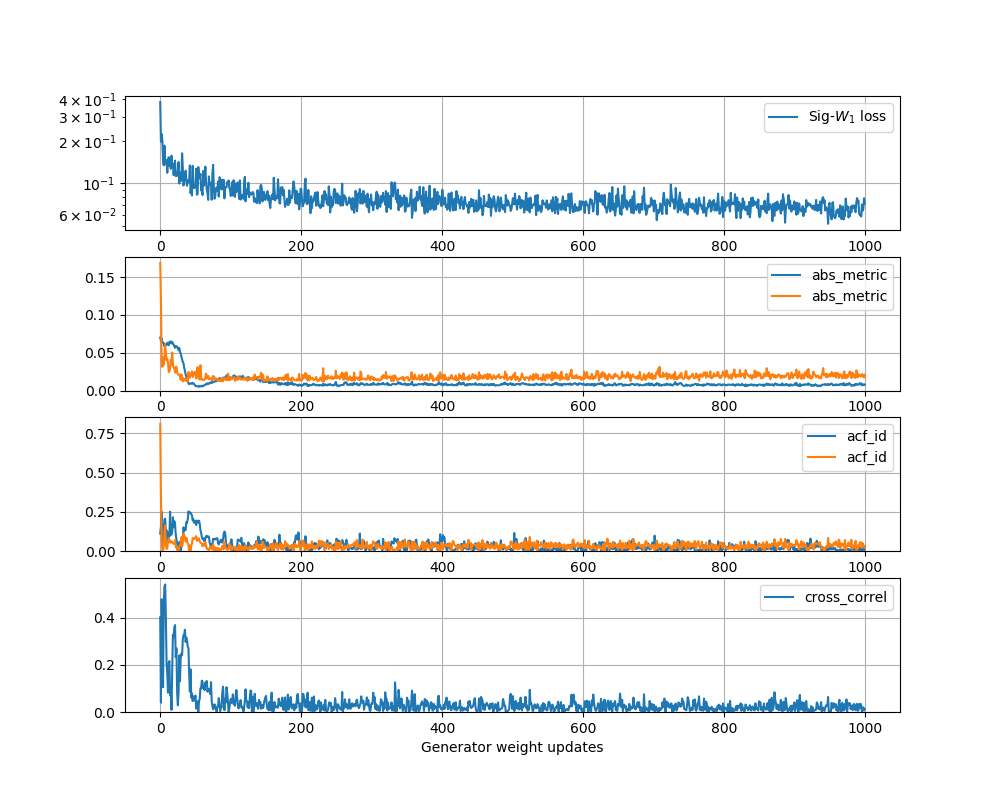 4 × 10⁻¹
3 × 10⁻¹
2 × 10⁻¹
10⁻¹
6 × 10⁻²
Sig-W₁ loss
0 200 400 600 800 1000
0.15
0.10
0.05
0.00
abs_metric
abs_metric
0 200 400 600 800 1000
0.75
0.50
0.25
0.00
acf_id
acf_id
0 200 400 600 800 1000
0.4
0.2
0.0
cross_correl
0 200 400 600 800 1000
Generator weight updates